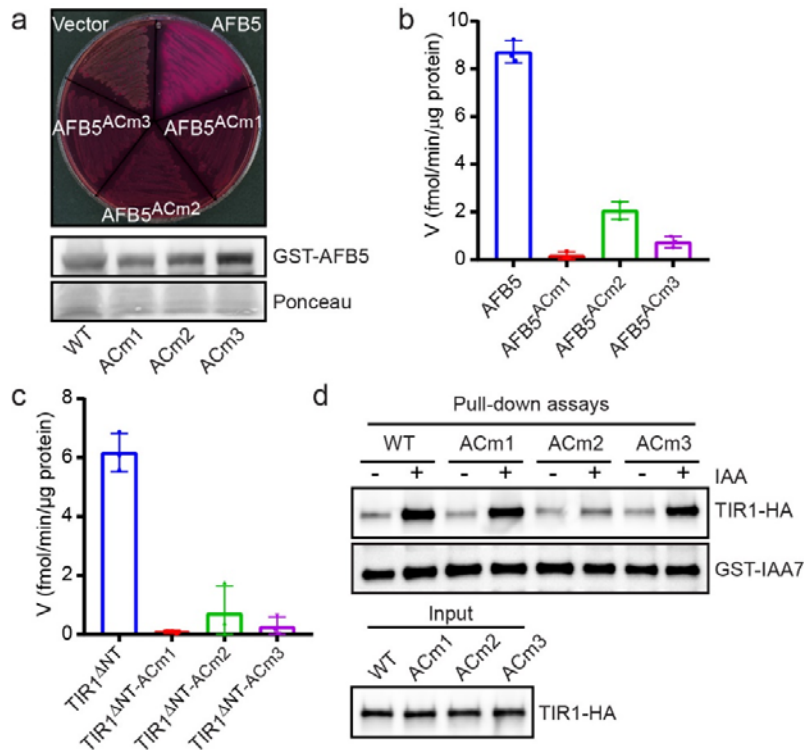 a
Vector
AFB5
AFB5ACm3
AFB5ACm1
AFB5ACm2
GST-AFB5
Ponceau
WT
ACm1
ACm2
ACm3
b
V (fmol/min/μg protein)
10
8
6
4
2
0
AFB5
AFB5ACm1
AFB5ACm2
AFB5ACm3
c
V (fmol/min/μg protein)
8
6
4
2
0
TIR1ΔNT
TIR1ΔNT-ACm1
TIR1ΔNT-ACm2
TIR1ΔNT-ACm3
d
Pull-down assays
WT ACm1 ACm2 ACm3
- + - + - + - + IAA
TIR1-HA
GST-IAA7
Input
WT
ACm1
ACm2
ACm3
TIR1-HA